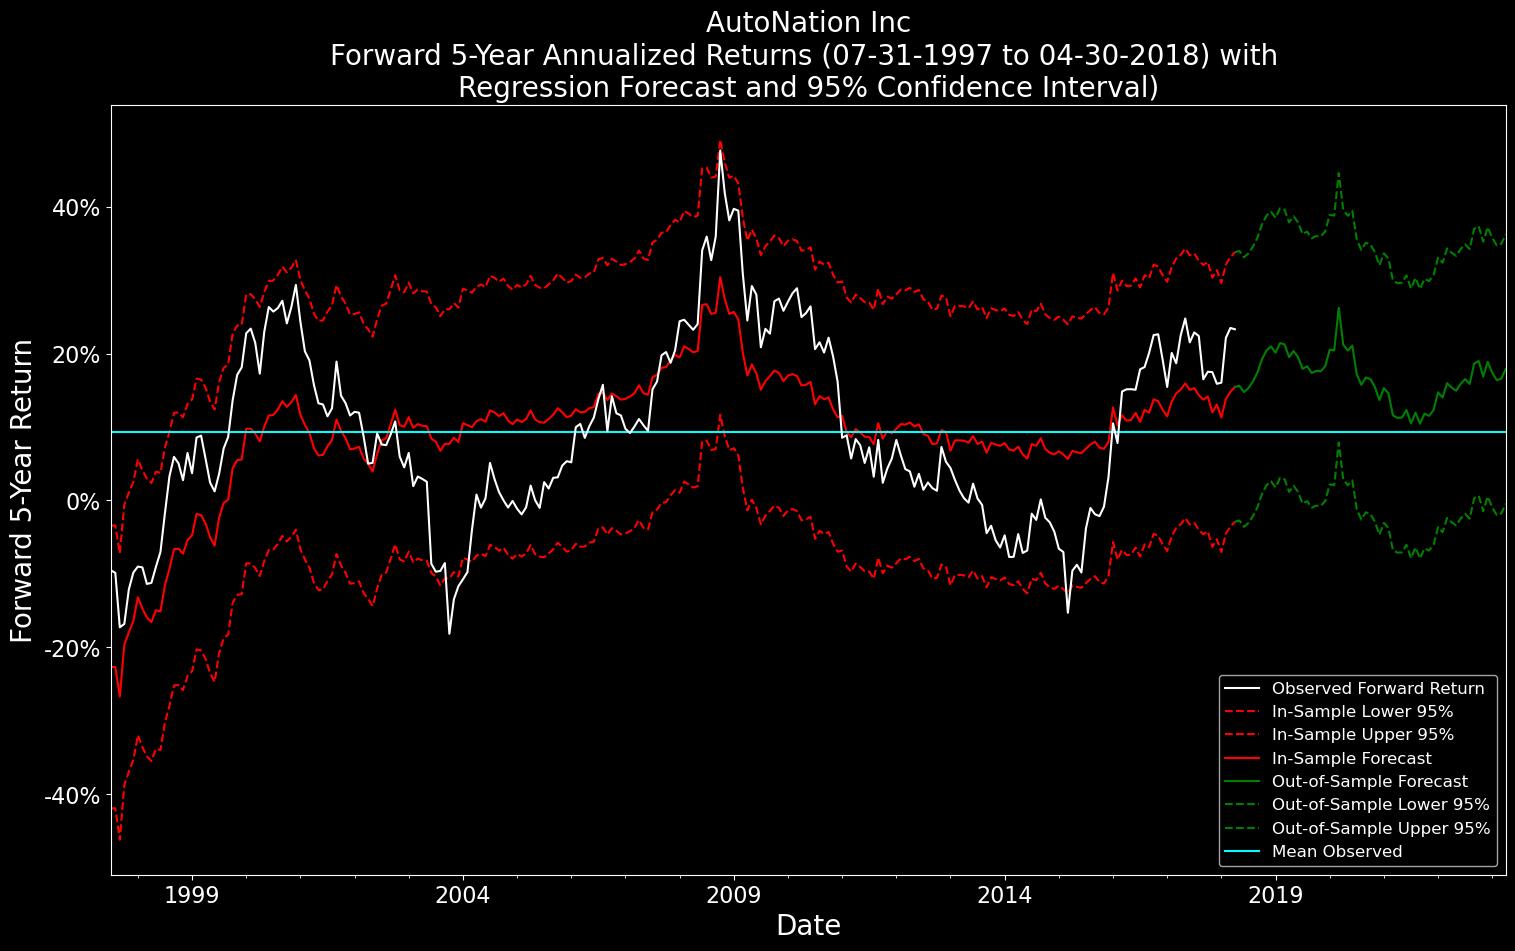 AutoNation Inc
Forward 5-Year Annualized Returns (07-31-1997 to 04-30-2018) with
Regression Forecast and 95% Confidence Interval)
Forward 5-Year Return
40%
20%
0%
-20%
-40%
1999
2004
2009
2014
2019
Date
Observed Forward Return
In-Sample Lower 95%
In-Sample Upper 95%
In-Sample Forecast
Out-of-Sample Forecast
Out-of-Sample Lower 95%
Out-of-Sample Upper 95%
Mean Observed